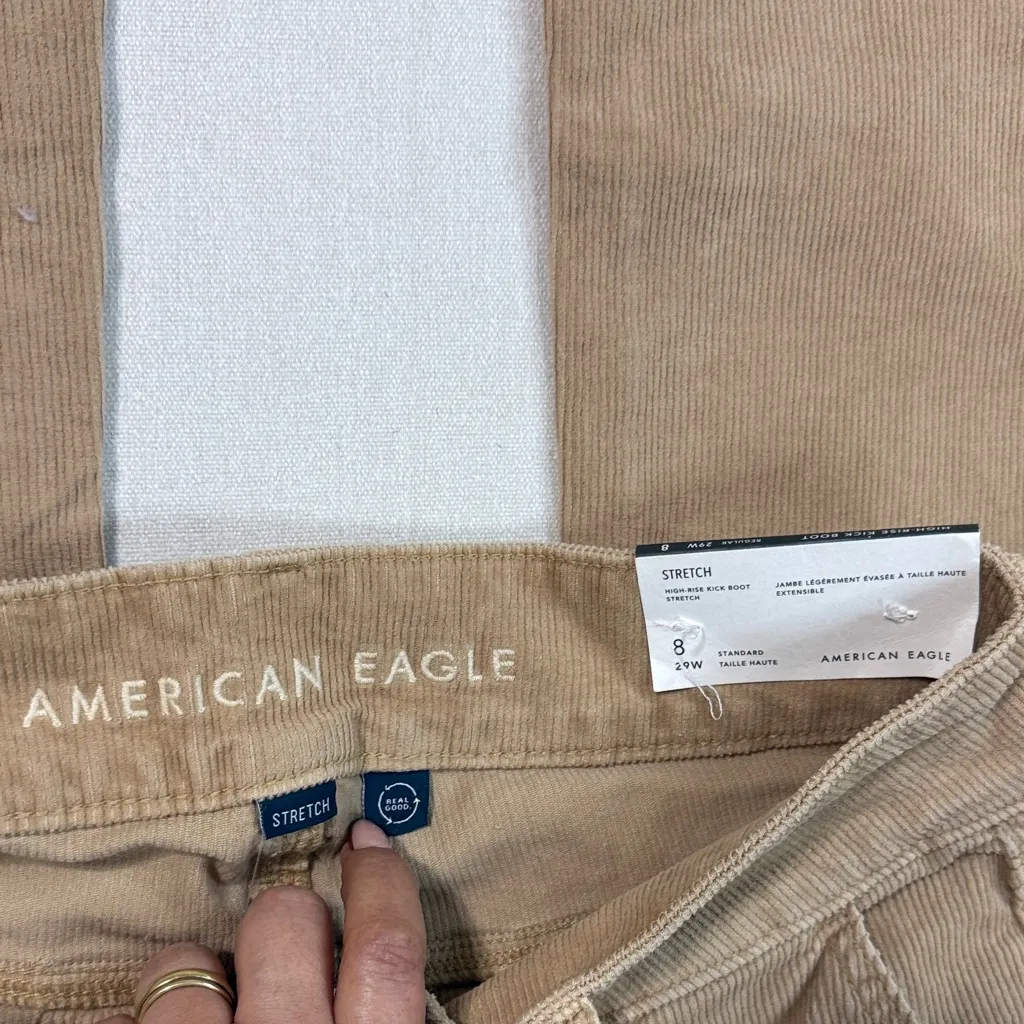 HIGH-RISE KICK BOOT
REGULAR
29W
8
STRETCH
HIGH-RISE KICK BOOT
STRETCH
JAMBE LÉGÈREMENT ÉVASÉE À TAILLE HAUTE
EXTENSIBLE
8
29W
STANDARD
TAILLE HAUTE
AMERICAN EAGLE
AMERICAN EAGLE
STRETCH
REAL
GOOD.